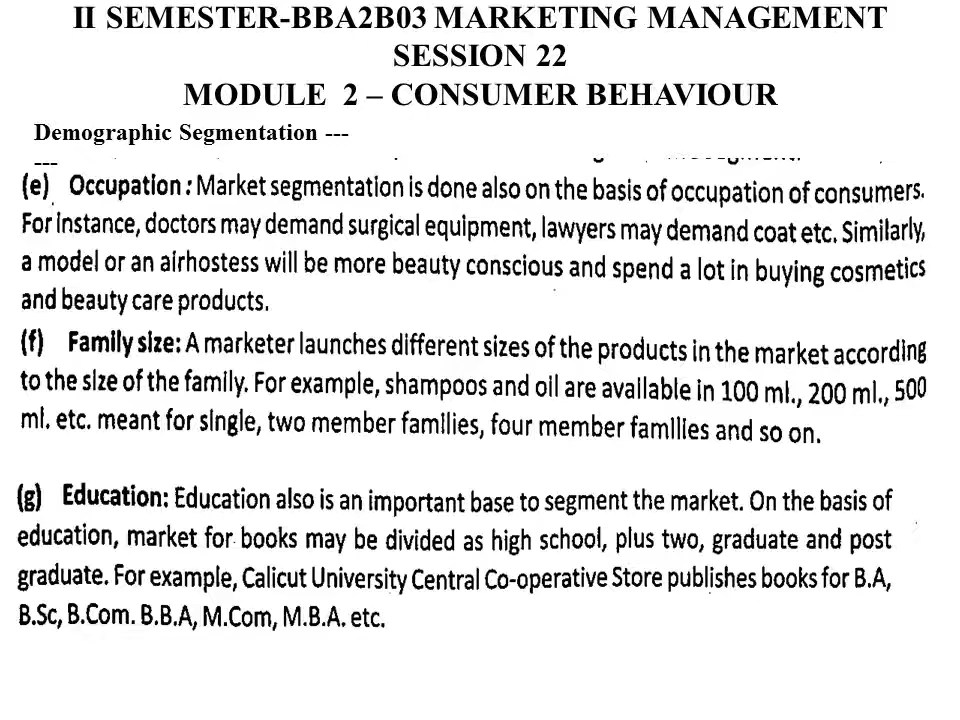 II SEMESTER-BBA2B03 MARKETING MANAGEMENT
SESSION 22
MODULE 2 – CONSUMER BEHAVIOUR
Demographic Segmentation ---
---
(e) Occupation : Market segmentation is done also on the basis of occupation of consumers.
For instance, doctors may demand surgical equipment, lawyers may demand coat etc. Similarly,
a model or an airhostess will be more beauty conscious and spend a lot in buying cosmetics
and beauty care products.
(f) Family size: A marketer launches different sizes of the products in the market according
to the size of the family. For example, shampoos and oil are available in 100 ml., 200 ml., 500
ml. etc. meant for single, two member families, four member families and so on.
(g) Education: Education also is an important base to segment the market. On the basis of
education, market for books may be divided as high school, plus two, graduate and post
graduate. For example, Calicut University Central Co-operative Store publishes books for B.A,
B.Sc, B.Com. B.B.A, M.Com, M.B.A. etc.